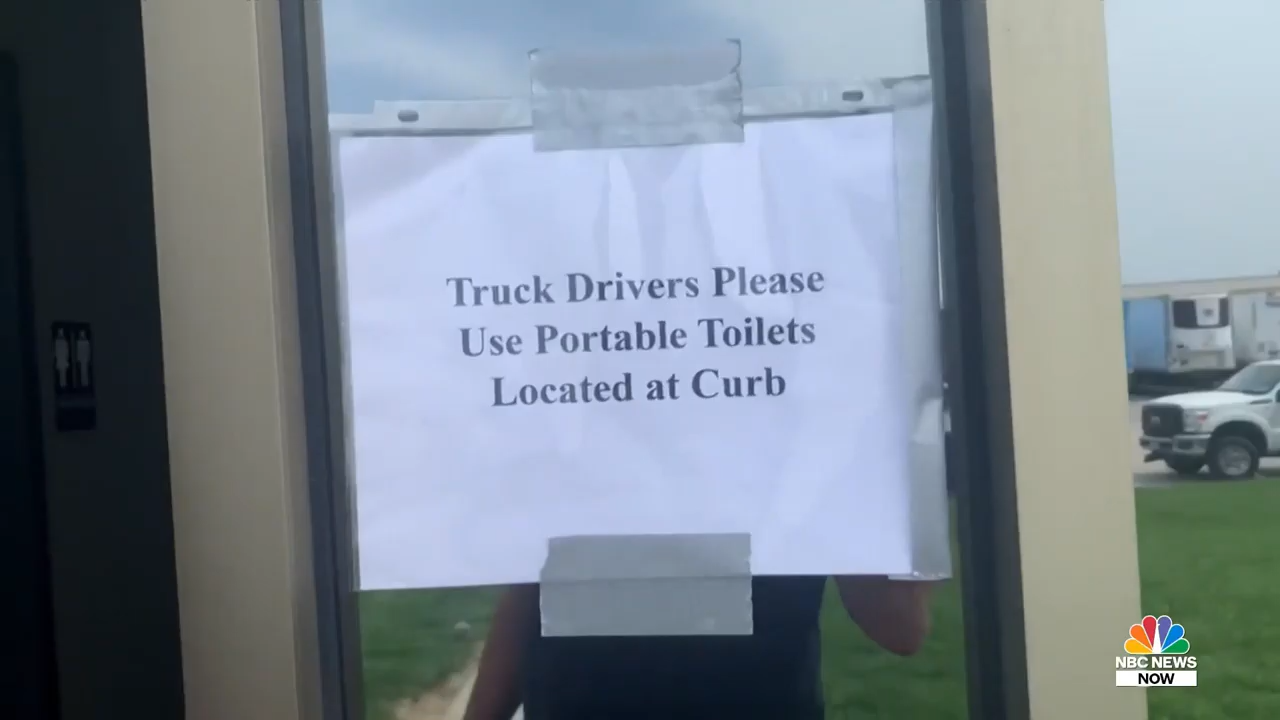 Truck Drivers Please
Use Portable Toilets
Located at Curb
NBC NEWS
NOW